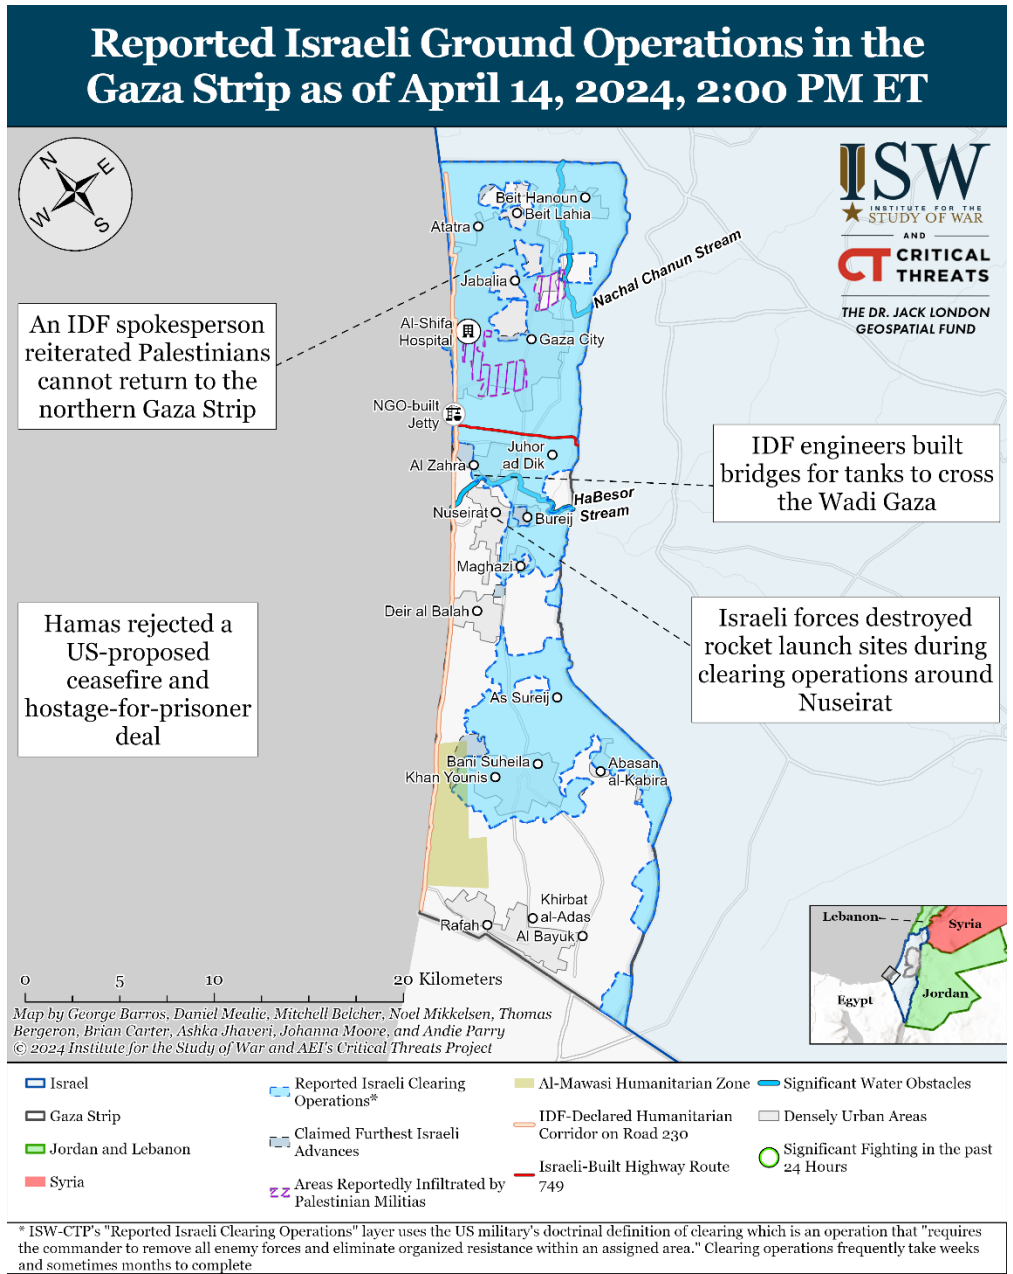 Reported Israeli Ground Operations in the
Gaza Strip as of April 14, 2024, 2:00 PM ET
N
E
W
S
ISW
INSTITUTE FOR THE
STUDY OF WAR
AND
CT CRITICAL
THREATS
THE DR. JACK LONDON
GEOSPATIAL FUND
Beit Hanoun
Beit Lahia
Atatra
Nachal Chanun Stream
Jabalia
An IDF spokesperson
reiterated Palestinians
cannot return to the
northern Gaza Strip
Al-Shifa
Hospital
Gaza City
NGO-built
Jetty
Juhor
ad Dik
Al Zahra
IDF engineers built
bridges for tanks to cross
the Wadi Gaza
HaBesor
Stream
Nuseirat
Bureij
Maghazi
Deir al Balah
Hamas rejected a
US-proposed
ceasefire and
hostage-for-prisoner
deal
Israeli forces destroyed
rocket launch sites during
clearing operations around
Nuseirat
As Sureij
Bani Suheila
Khan Younis
Abasan
al-Kabira
Khirbat
al-Adas
Rafah
Al Bayuk
Lebanon
Syria
Jordan
Egypt
0 5 10 20 Kilometers
Map by George Barros, Daniel Mealie, Mitchell Belcher, Noel Mikkelsen, Thomas
Bergeron, Brian Carter, Ashka Jhaveri, Johanna Moore, and Andie Parry
© 2024 Institute for the Study of War and AEI's Critical Threats Project
Israel
Gaza Strip
Jordan and Lebanon
Syria
Reported Israeli Clearing
Operations*
Claimed Furthest Israeli
Advances
Areas Reportedly Infiltrated by
Palestinian Militias
Al-Mawasi Humanitarian Zone
IDF-Declared Humanitarian
Corridor on Road 230
Israeli-Built Highway Route
749
Significant Water Obstacles
Densely Urban Areas
Significant Fighting in the past
24 Hours
* ISW-CTP's "Reported Israeli Clearing Operations" layer uses the US military's doctrinal definition of clearing which is an operation that "requires
the commander to remove all enemy forces and eliminate organized resistance within an assigned area." Clearing operations frequently take weeks
and sometimes months to complete